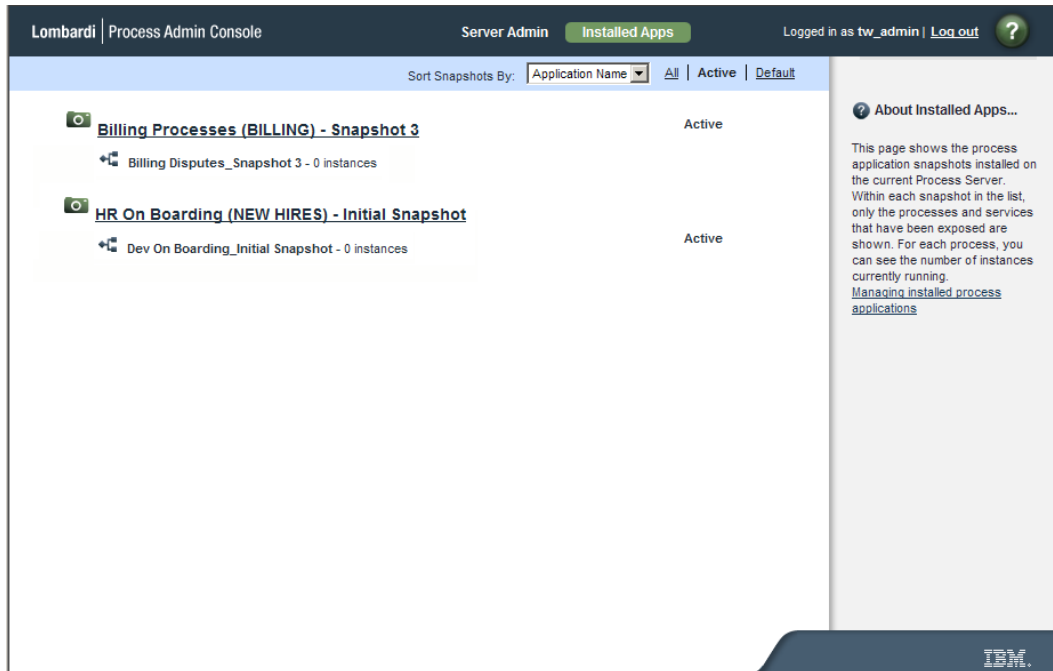 Lombardi | Process Admin Console
Server Admin
Installed Apps
Logged in as tw_admin | Log out
?
Sort Snapshots By: Application Name All | Active | Default
Billing Processes (BILLING) - Snapshot 3
Active
Billing Disputes_Snapshot 3 - 0 instances
HR On Boarding (NEW HIRES) - Initial Snapshot
Active
Dev On Boarding_Initial Snapshot - 0 instances
? About Installed Apps...
This page shows the process
application snapshots installed on
the current Process Server.
Within each snapshot in the list,
only the processes and services
that have been exposed are
shown. For each process, you
can see the number of instances
currently running.
Managing installed process
applications
IBM.